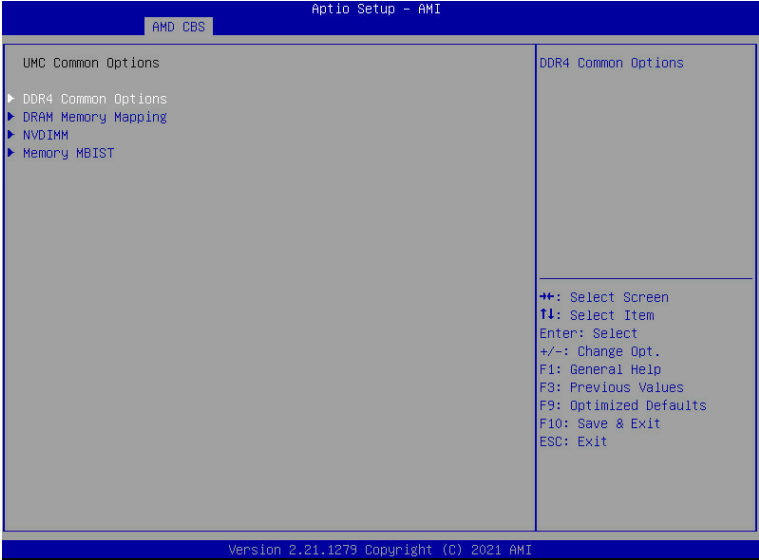 Aptio Setup – AMI
AMD CBS
UMC Common Options
DDR4 Common Options
DRAM Memory Mapping
NVDIMM
Memory MBIST
DDR4 Common Options
→←: Select Screen
↑↓: Select Item
Enter: Select
+/-: Change Opt.
F1: General Help
F3: Previous Values
F9: Optimized Defaults
F10: Save & Exit
ESC: Exit
Version 2.21.1279 Copyright (C) 2021 AMI